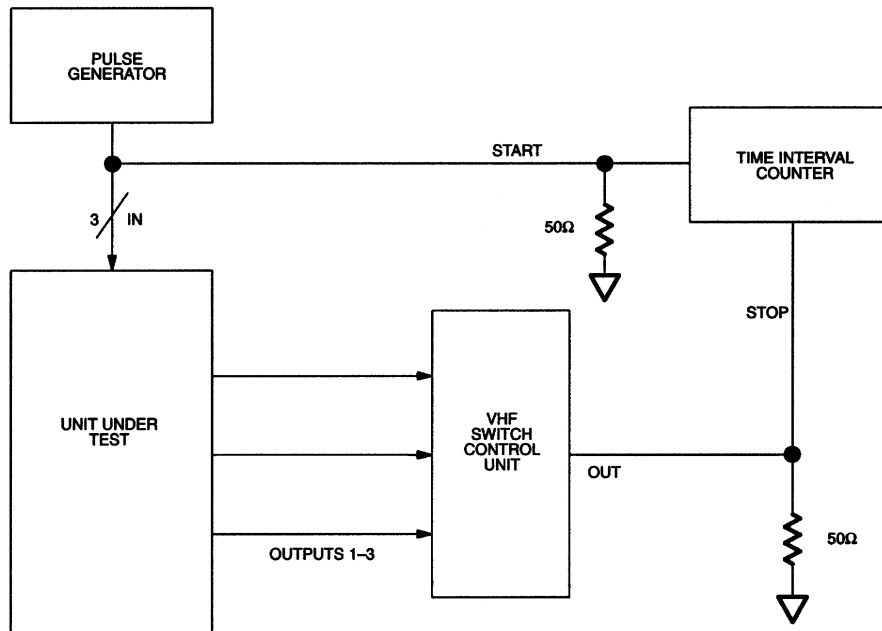 PULSE
GENERATOR
START
TIME INTERVAL
COUNTER
3
IN
50Ω
STOP
UNIT UNDER
TEST
VHF
SWITCH
CONTROL
UNIT
OUT
OUTPUTS 1–3
50Ω